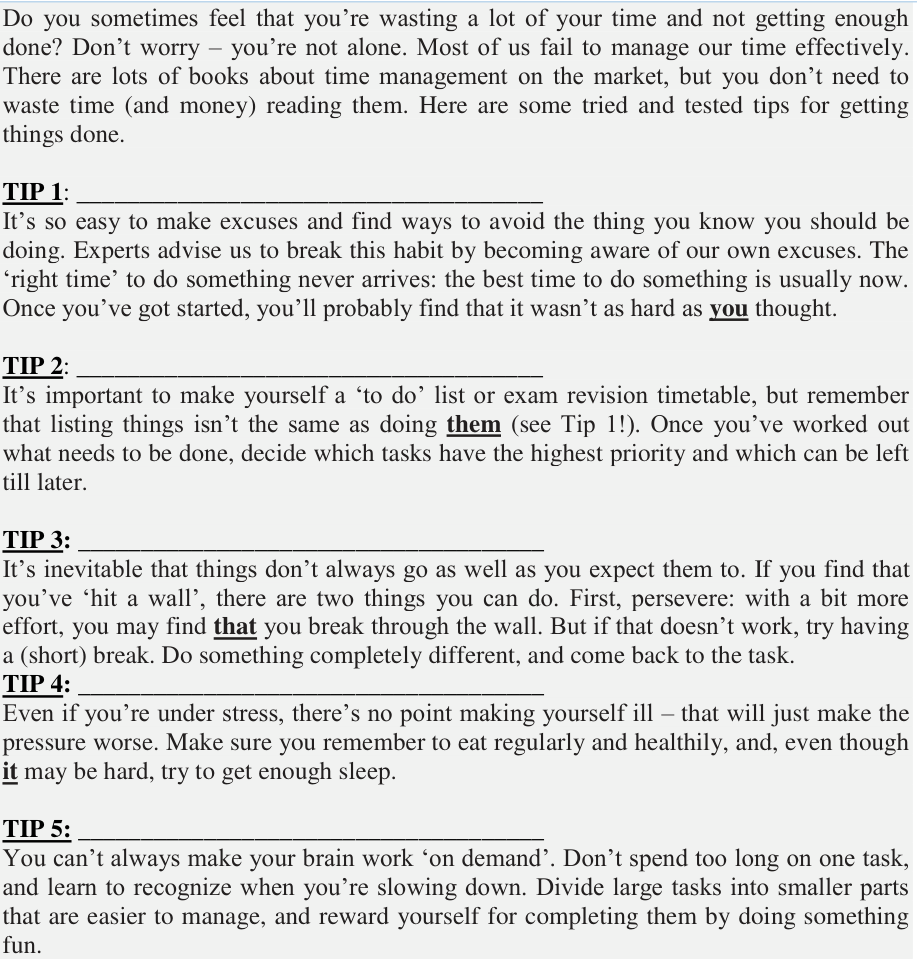 Do you sometimes feel that you’re wasting a lot of your time and not getting enough
done? Don’t worry – you’re not alone. Most of us fail to manage our time effectively.
There are lots of books about time management on the market, but you don’t need to
waste time (and money) reading them. Here are some tried and tested tips for getting
things done.
TIP 1: _____________________________________
It’s so easy to make excuses and find ways to avoid the thing you know you should be
doing. Experts advise us to break this habit by becoming aware of our own excuses. The
‘right time’ to do something never arrives: the best time to do something is usually now.
Once you’ve got started, you’ll probably find that it wasn’t as hard as you thought.
TIP 2: _____________________________________
It’s important to make yourself a ‘to do’ list or exam revision timetable, but remember
that listing things isn’t the same as doing them (see Tip 1!). Once you’ve worked out
what needs to be done, decide which tasks have the highest priority and which can be left
till later.
TIP 3: _____________________________________
It’s inevitable that things don’t always go as well as you expect them to. If you find that
you’ve ‘hit a wall’, there are two things you can do. First, persevere: with a bit more
effort, you may find that you break through the wall. But if that doesn’t work, try having
a (short) break. Do something completely different, and come back to the task.
TIP 4: _____________________________________
Even if you’re under stress, there’s no point making yourself ill – that will just make the
pressure worse. Make sure you remember to eat regularly and healthily, and, even though
it may be hard, try to get enough sleep.
TIP 5: _____________________________________
You can’t always make your brain work ‘on demand’. Don’t spend too long on one task,
and learn to recognize when you’re slowing down. Divide large tasks into smaller parts
that are easier to manage, and reward yourself for completing them by doing something
fun.